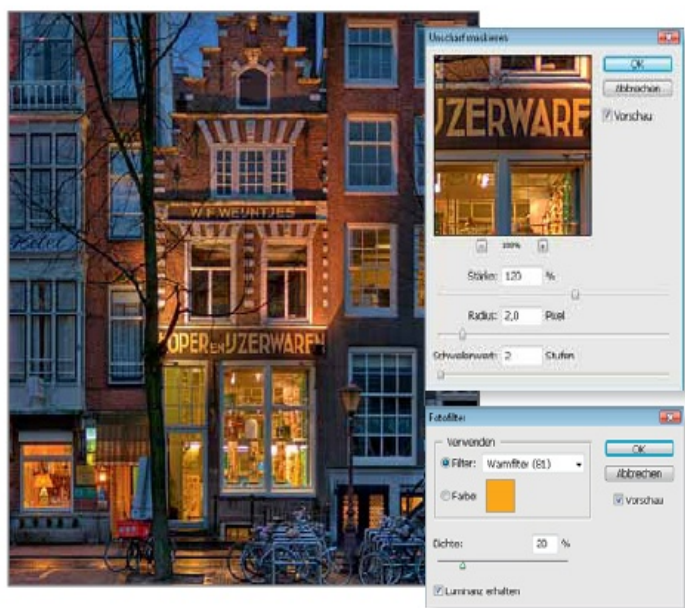 W.F. WEIJNTJES
KOPER EN IJZERWAREN
Hotel
Unscharf maskieren
IJZERWARE
OK
Abbrechen
Vorschau
100%
Stärke: 120 %
Radius: 2,0 Pixel
Schwellenwert: 2 Stufen
Fotofilter
Verwenden
Filter: Warmfilter (81)
Farbe:
OK
Abbrechen
Vorschau
Dichte: 20 %
Luminanz erhalten